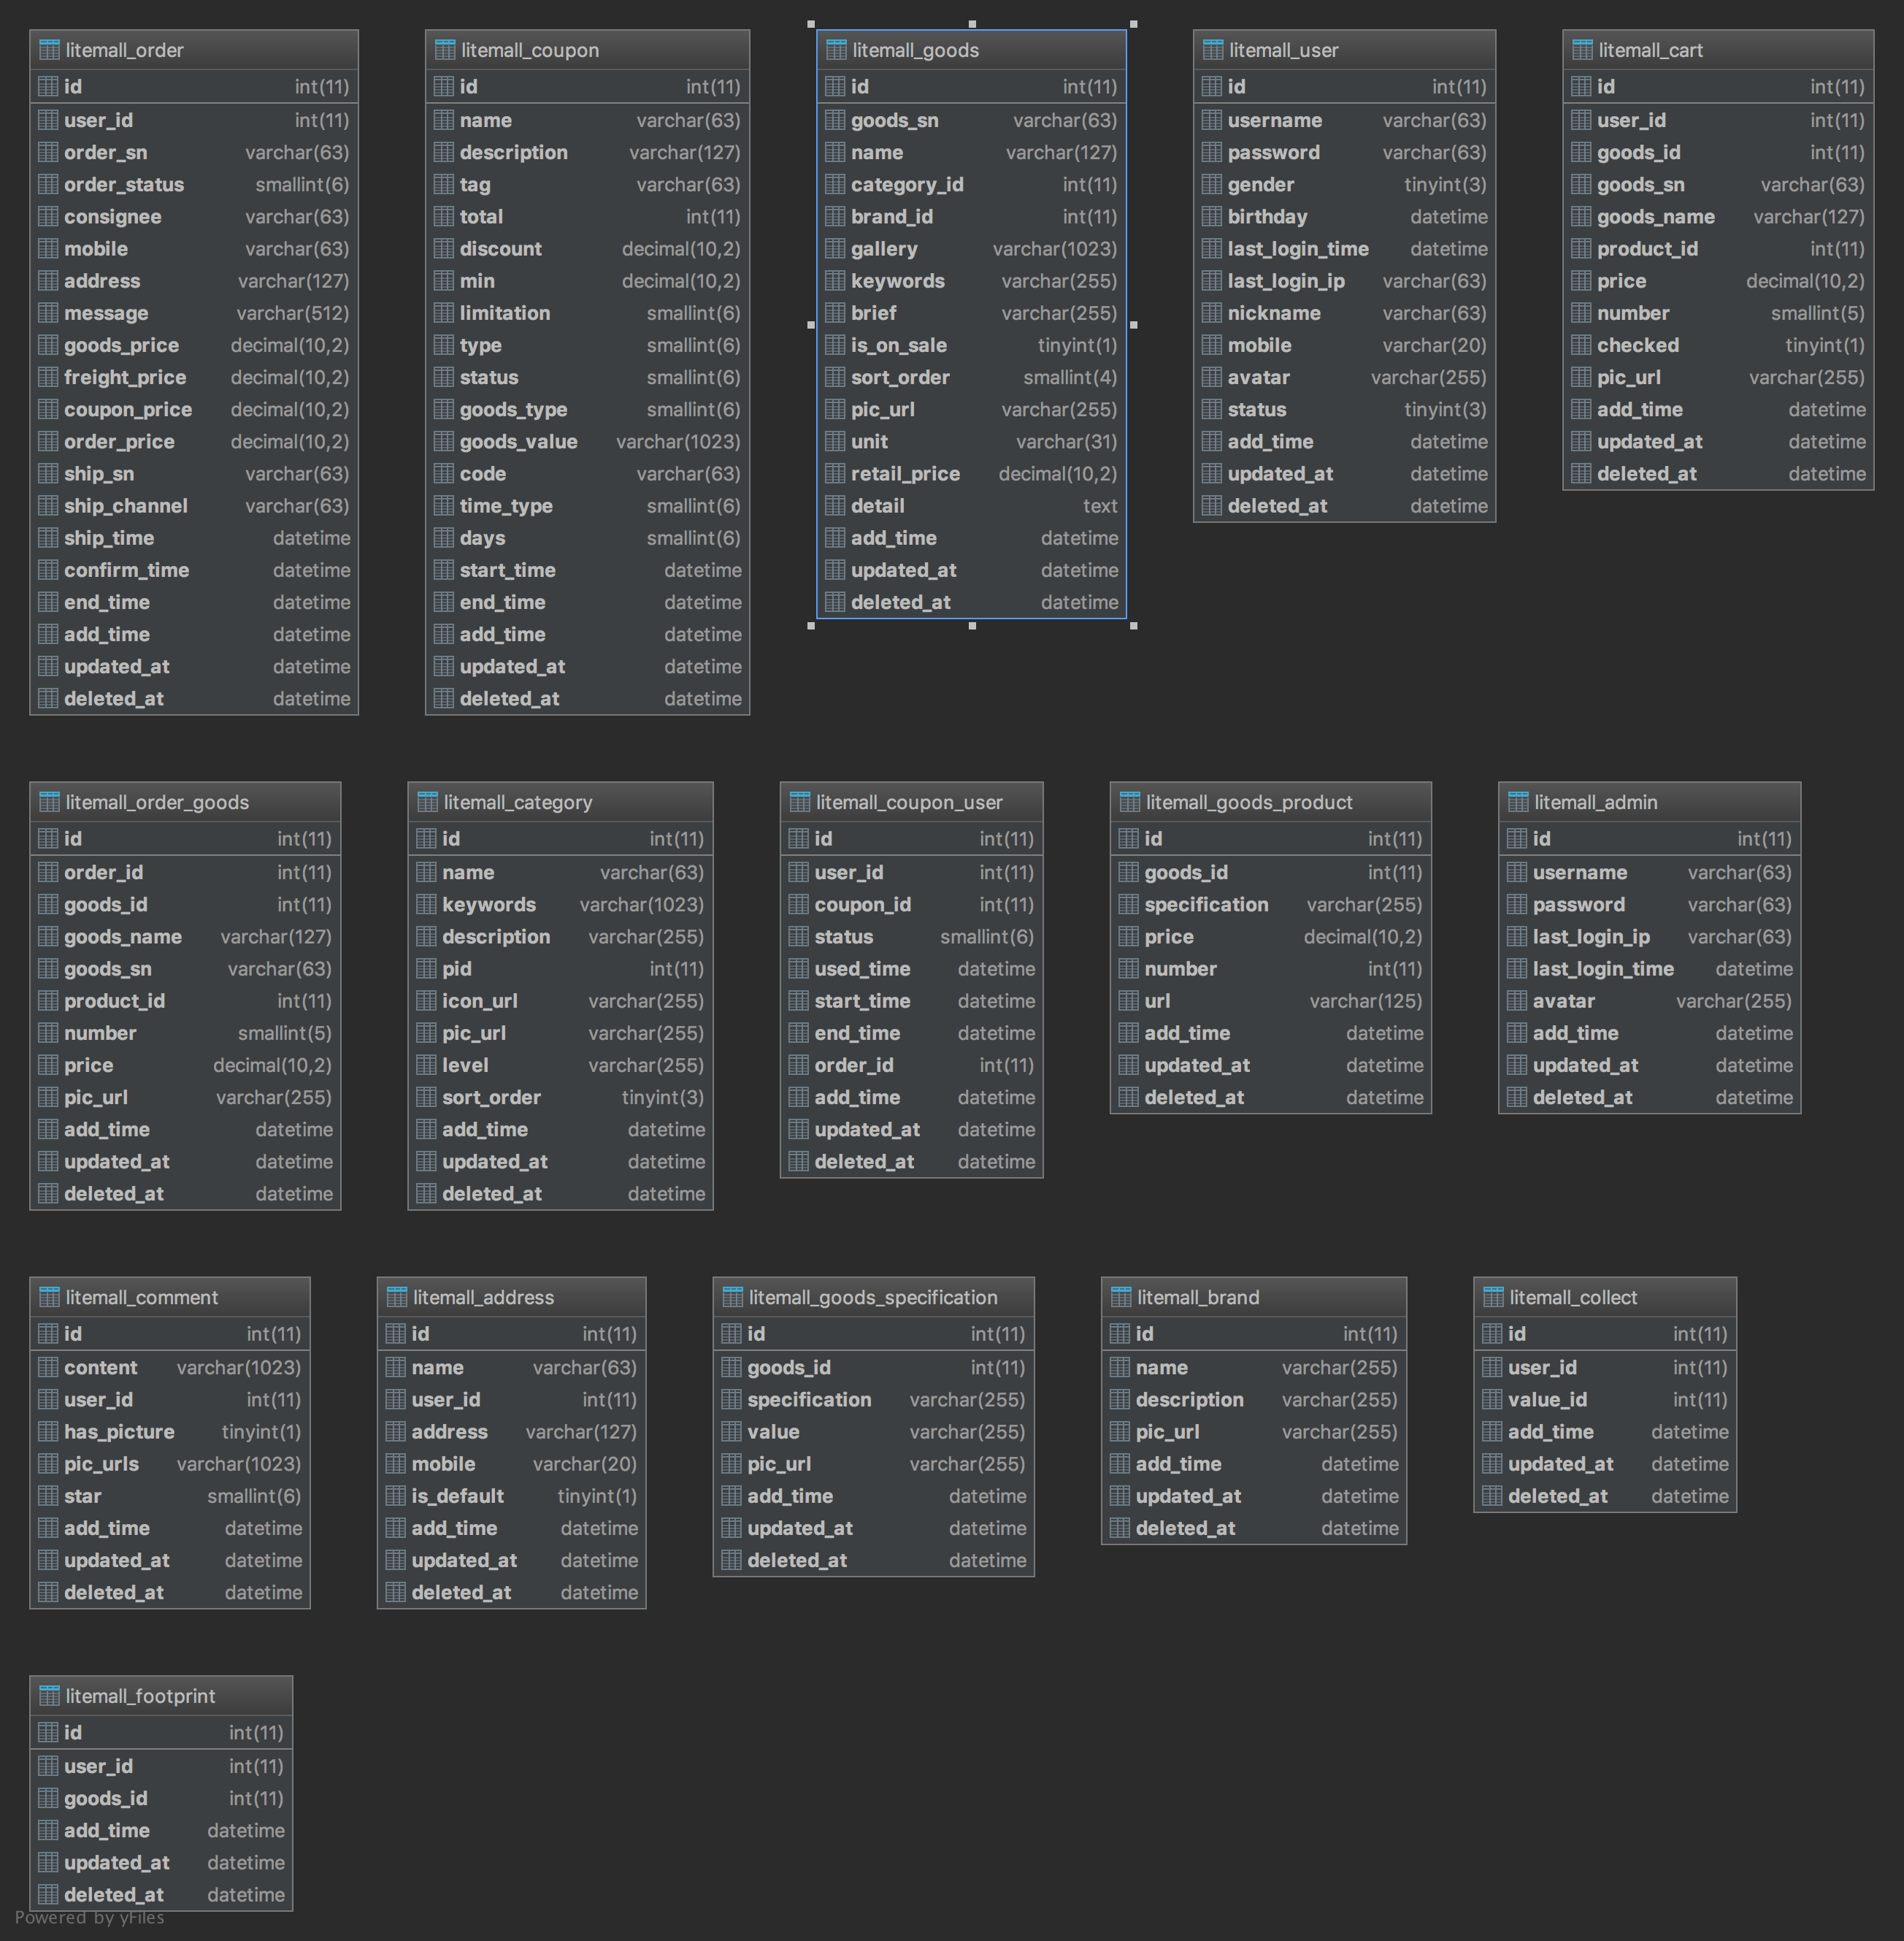 litemall_order
id int(11)
user_id int(11)
order_sn varchar(63)
order_status smallint(6)
consignee varchar(63)
mobile varchar(63)
address varchar(127)
message varchar(512)
goods_price decimal(10,2)
freight_price decimal(10,2)
coupon_price decimal(10,2)
order_price decimal(10,2)
ship_sn varchar(63)
ship_channel varchar(63)
ship_time datetime
confirm_time datetime
end_time datetime
add_time datetime
updated_at datetime
deleted_at datetime
litemall_coupon
id int(11)
name varchar(63)
description varchar(127)
tag varchar(63)
total int(11)
discount decimal(10,2)
min decimal(10,2)
limitation smallint(6)
type smallint(6)
status smallint(6)
goods_type smallint(6)
goods_value varchar(1023)
code varchar(63)
time_type smallint(6)
days smallint(6)
start_time datetime
end_time datetime
add_time datetime
updated_at datetime
deleted_at datetime
litemall_goods
id int(11)
goods_sn varchar(63)
name varchar(127)
category_id int(11)
brand_id int(11)
gallery varchar(1023)
keywords varchar(255)
brief varchar(255)
is_on_sale tinyint(1)
sort_order smallint(4)
pic_url varchar(255)
unit varchar(31)
retail_price decimal(10,2)
detail text
add_time datetime
updated_at datetime
deleted_at datetime
litemall_user
id int(11)
username varchar(63)
password varchar(63)
gender tinyint(3)
birthday datetime
last_login_time datetime
last_login_ip varchar(63)
nickname varchar(63)
mobile varchar(20)
avatar varchar(255)
status tinyint(3)
add_time datetime
updated_at datetime
deleted_at datetime
litemall_cart
id int(11)
user_id int(11)
goods_id int(11)
goods_sn varchar(63)
goods_name varchar(127)
product_id int(11)
price decimal(10,2)
number smallint(5)
checked tinyint(1)
pic_url varchar(255)
add_time datetime
updated_at datetime
deleted_at datetime
litemall_order_goods
id int(11)
order_id int(11)
goods_id int(11)
goods_name varchar(127)
goods_sn varchar(63)
product_id int(11)
number smallint(5)
price decimal(10,2)
pic_url varchar(255)
add_time datetime
updated_at datetime
deleted_at datetime
litemall_category
id int(11)
name varchar(63)
keywords varchar(1023)
description varchar(255)
pid int(11)
icon_url varchar(255)
pic_url varchar(255)
level varchar(255)
sort_order tinyint(3)
add_time datetime
updated_at datetime
deleted_at datetime
litemall_coupon_user
id int(11)
user_id int(11)
coupon_id int(11)
status smallint(6)
used_time datetime
start_time datetime
end_time datetime
order_id int(11)
add_time datetime
updated_at datetime
deleted_at datetime
litemall_goods_product
id int(11)
goods_id int(11)
specification varchar(255)
price decimal(10,2)
number int(11)
url varchar(125)
add_time datetime
updated_at datetime
deleted_at datetime
litemall_admin
id int(11)
username varchar(63)
password varchar(63)
last_login_ip varchar(63)
last_login_time datetime
avatar varchar(255)
add_time datetime
updated_at datetime
deleted_at datetime
litemall_comment
id int(11)
content varchar(1023)
user_id int(11)
has_picture tinyint(1)
pic_urls varchar(1023)
star smallint(6)
add_time datetime
updated_at datetime
deleted_at datetime
litemall_address
id int(11)
name varchar(63)
user_id int(11)
address varchar(127)
mobile varchar(20)
is_default tinyint(1)
add_time datetime
updated_at datetime
deleted_at datetime
litemall_goods_specification
id int(11)
goods_id int(11)
specification varchar(255)
value varchar(255)
pic_url varchar(255)
add_time datetime
updated_at datetime
deleted_at datetime
litemall_brand
id int(11)
name varchar(255)
description varchar(255)
pic_url varchar(255)
add_time datetime
updated_at datetime
deleted_at datetime
litemall_collect
id int(11)
user_id int(11)
value_id int(11)
add_time datetime
updated_at datetime
deleted_at datetime
litemall_footprint
id int(11)
user_id int(11)
goods_id int(11)
add_time datetime
updated_at datetime
deleted_at datetime
Powered by yFiles